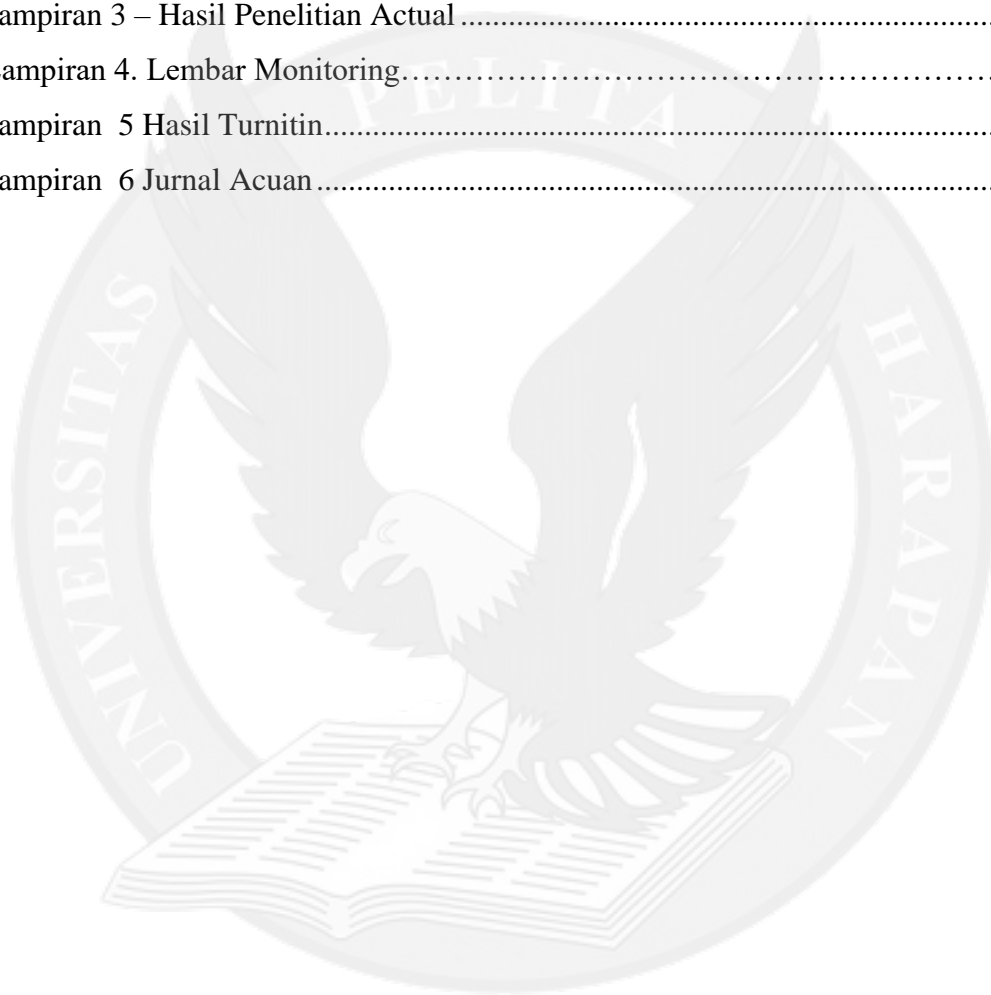 ampiran 3 – Hasil Penelitian Actual ............................................................
ampiran 4. Lembar Monitoring…………………………………………………
ampiran  5 Hasil Turnitin..............................................................................
ampiran  6 Jurnal Acuan ...............................................................................
UNIVERSITAS PELITA HARAPAN